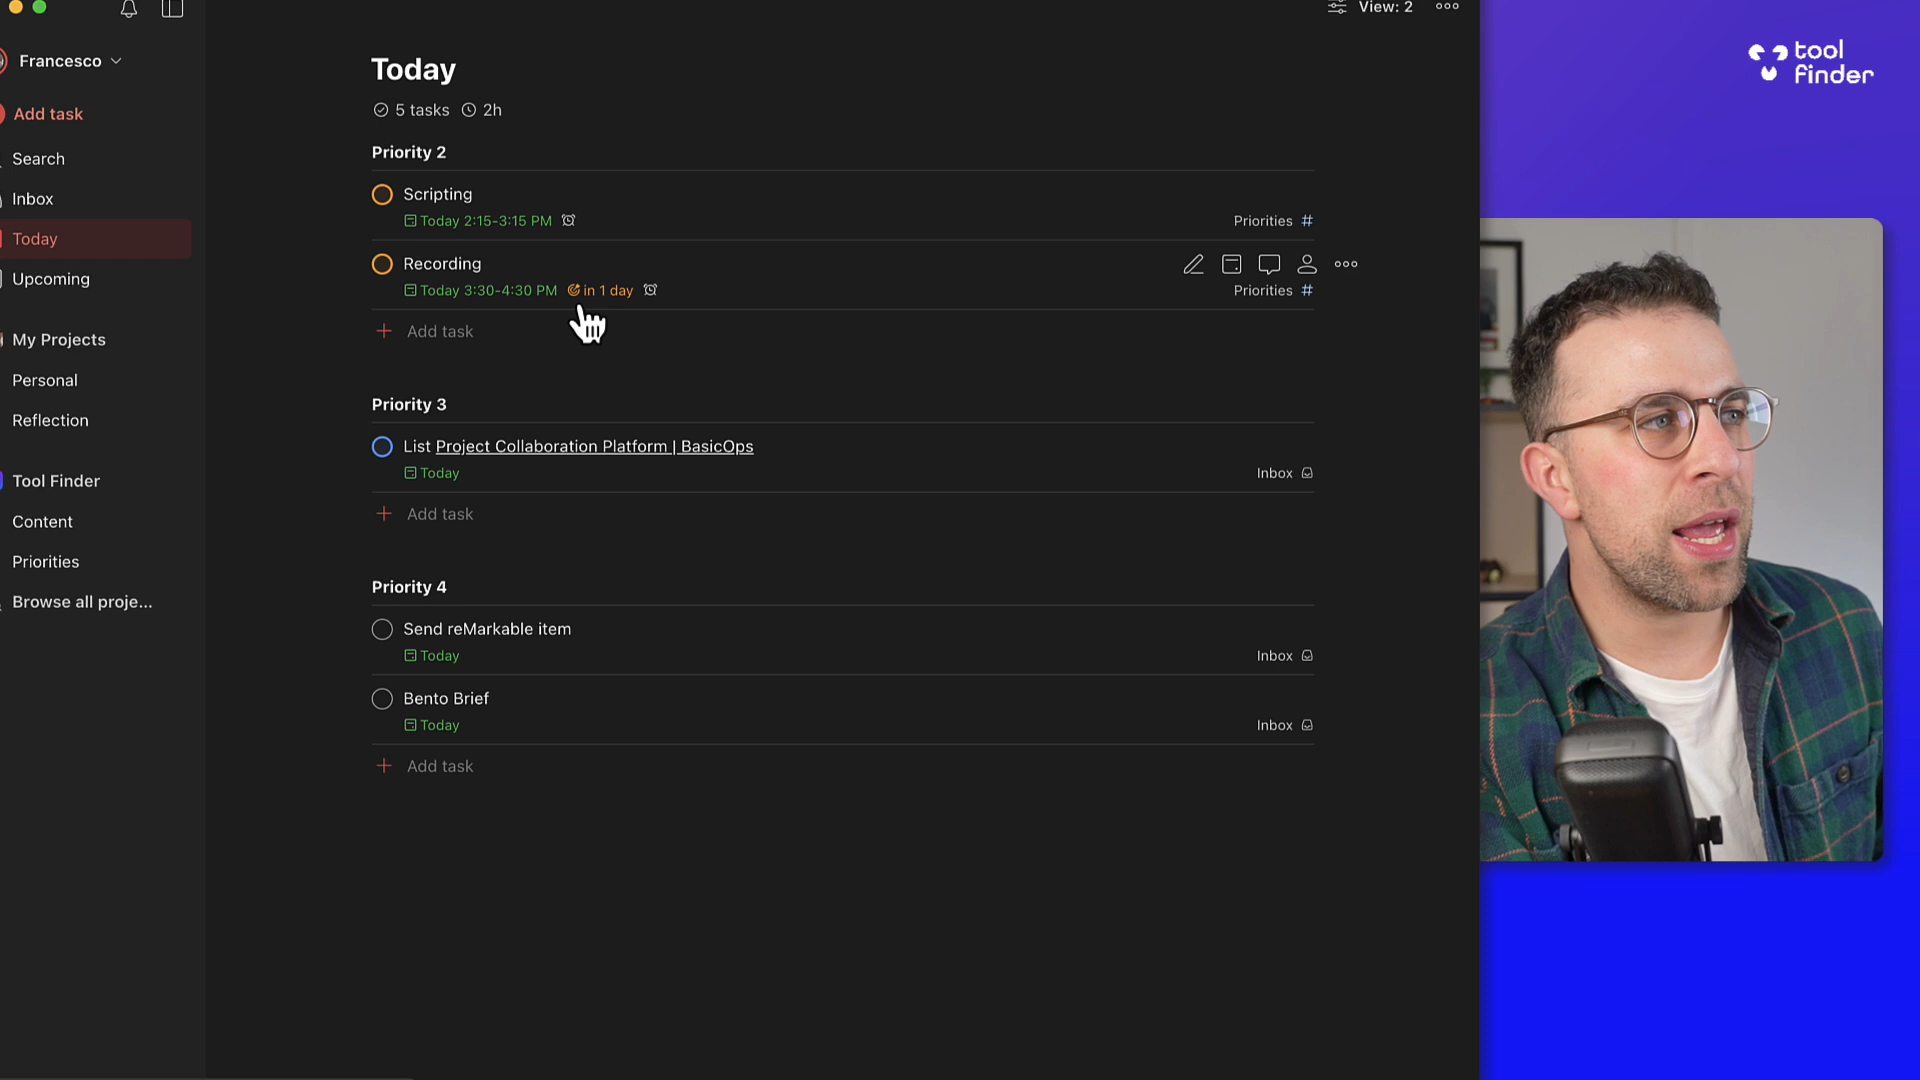 View: 2
Francesco
Add task
Search
Inbox
Today
Upcoming
My Projects
Personal
Reflection
Tool Finder
Content
Priorities
Browse all proje...
Today
5 tasks 2h
Priority 2
Scripting
Today 2:15-3:15 PM Priorities #
Recording
Today 3:30-4:30 PM in 1 day Priorities #
Add task
Priority 3
List Project Collaboration Platform | BasicOps
Today Inbox
Add task
Priority 4
Send reMarkable item
Today Inbox
Bento Brief
Today Inbox
Add task
tool
finder